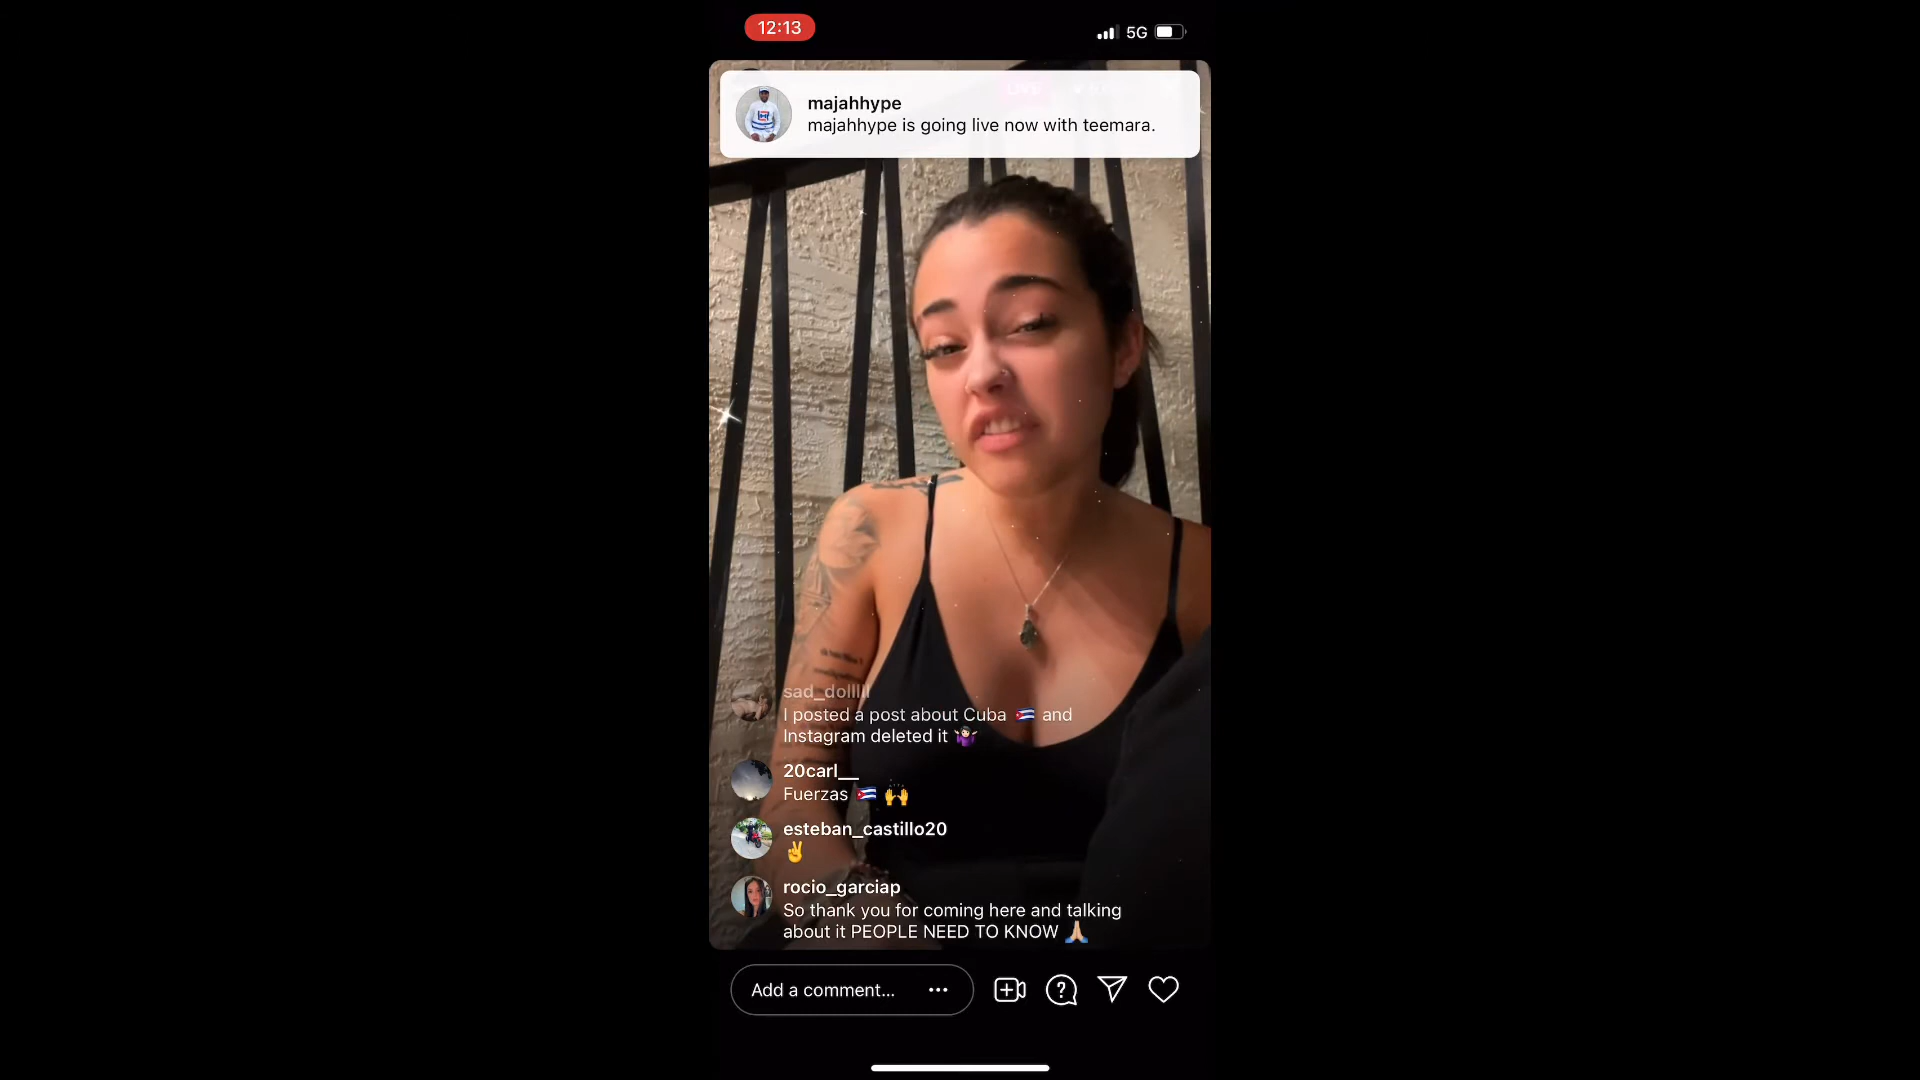 12:13
5G
majahhype
majahhype is going live now with teemara.
sad_dolllll
I posted a post about Cuba 🇨🇺 and
Instagram deleted it 🤷🏻‍♀️
20carl__
Fuerzas 🇨🇺 🙌
esteban_castillo20
✌️
rocio_garciap
So thank you for coming here and talking
about it PEOPLE NEED TO KNOW 🙏🏼
Add a comment...